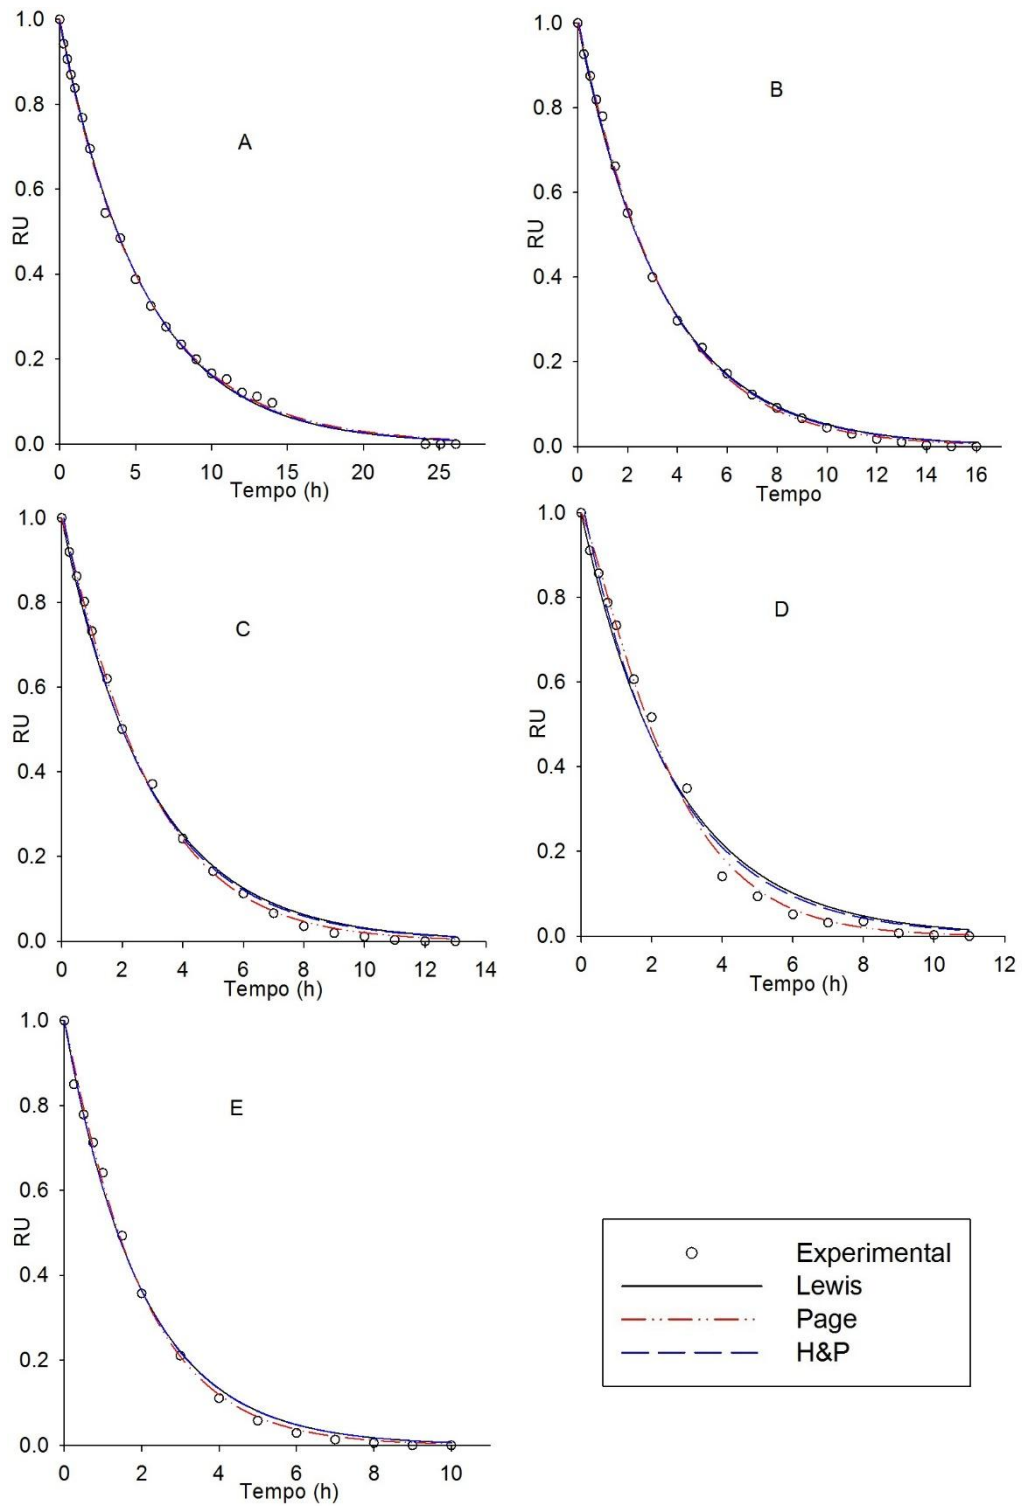 1.0
0.8
0.6
0.4
0.2
0.0
RU
A
0 5 10 15 20 25
Tempo (h)
1.0
0.8
0.6
0.4
0.2
0.0
RU
B
0 2 4 6 8 10 12 14 16
Tempo
1.0
0.8
0.6
0.4
0.2
0.0
RU
C
0 2 4 6 8 10 12 14
Tempo (h)
1.0
0.8
0.6
0.4
0.2
0.0
RU
D
0 2 4 6 8 10 12
Tempo (h)
1.0
0.8
0.6
0.4
0.2
0.0
RU
E
0 2 4 6 8 10
Tempo (h)
Experimental
Lewis
Page
H&P